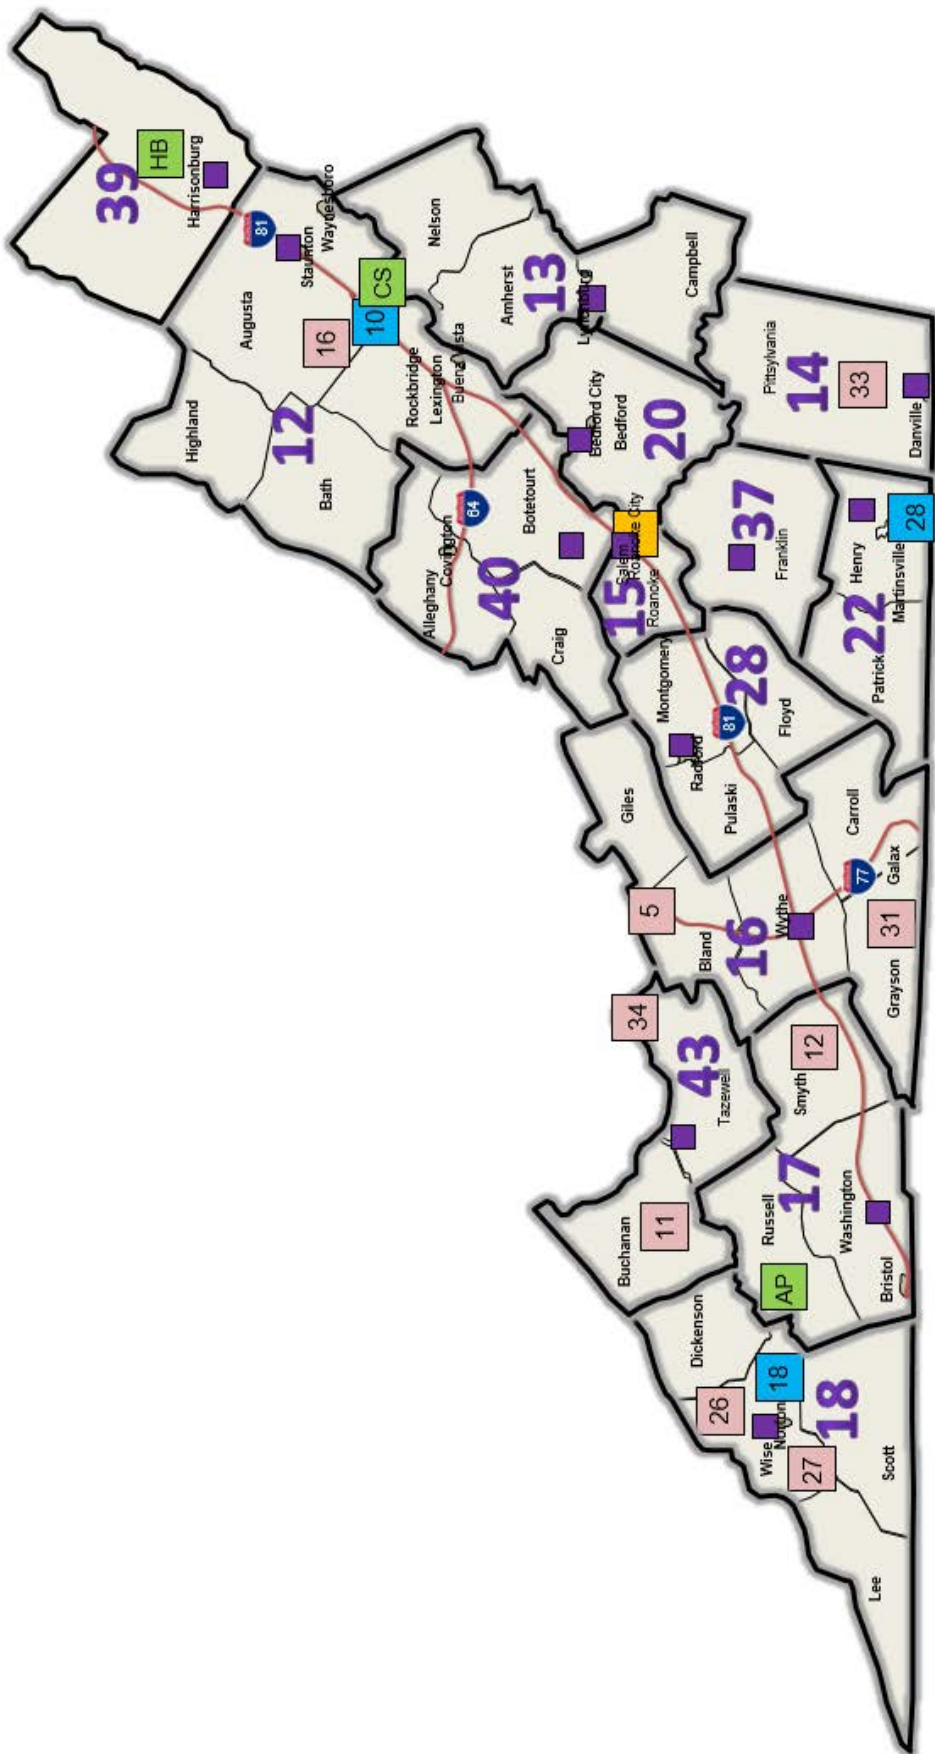 39
HB
Harrisonburg
81
Staunton
Waynesboro
Augusta
16
10
CS
Highland
12
Bath
Rockbridge
Lexington
Buena Vista
Nelson
Amherst
13
Lynchburg
Campbell
Alleghany
Covington
64
Botetourt
40
Craig
Bedford City
Bedford
20
Pittsylvania
14
33
Danville
Salem
Roanoke City
15
Roanoke
37
Franklin
Henry
28
Martinsville
22
Patrick
Montgomery
28
81
Radford
Floyd
Pulaski
Giles
Carroll
77
Galax
5
Wythe
Bland
16
31
Grayson
34
43
Tazewell
12
Smyth
17
Washington
Russell
Buchanan
11
AP
Bristol
Dickenson
26
18
Norton
Wise
18
27
Scott
Lee